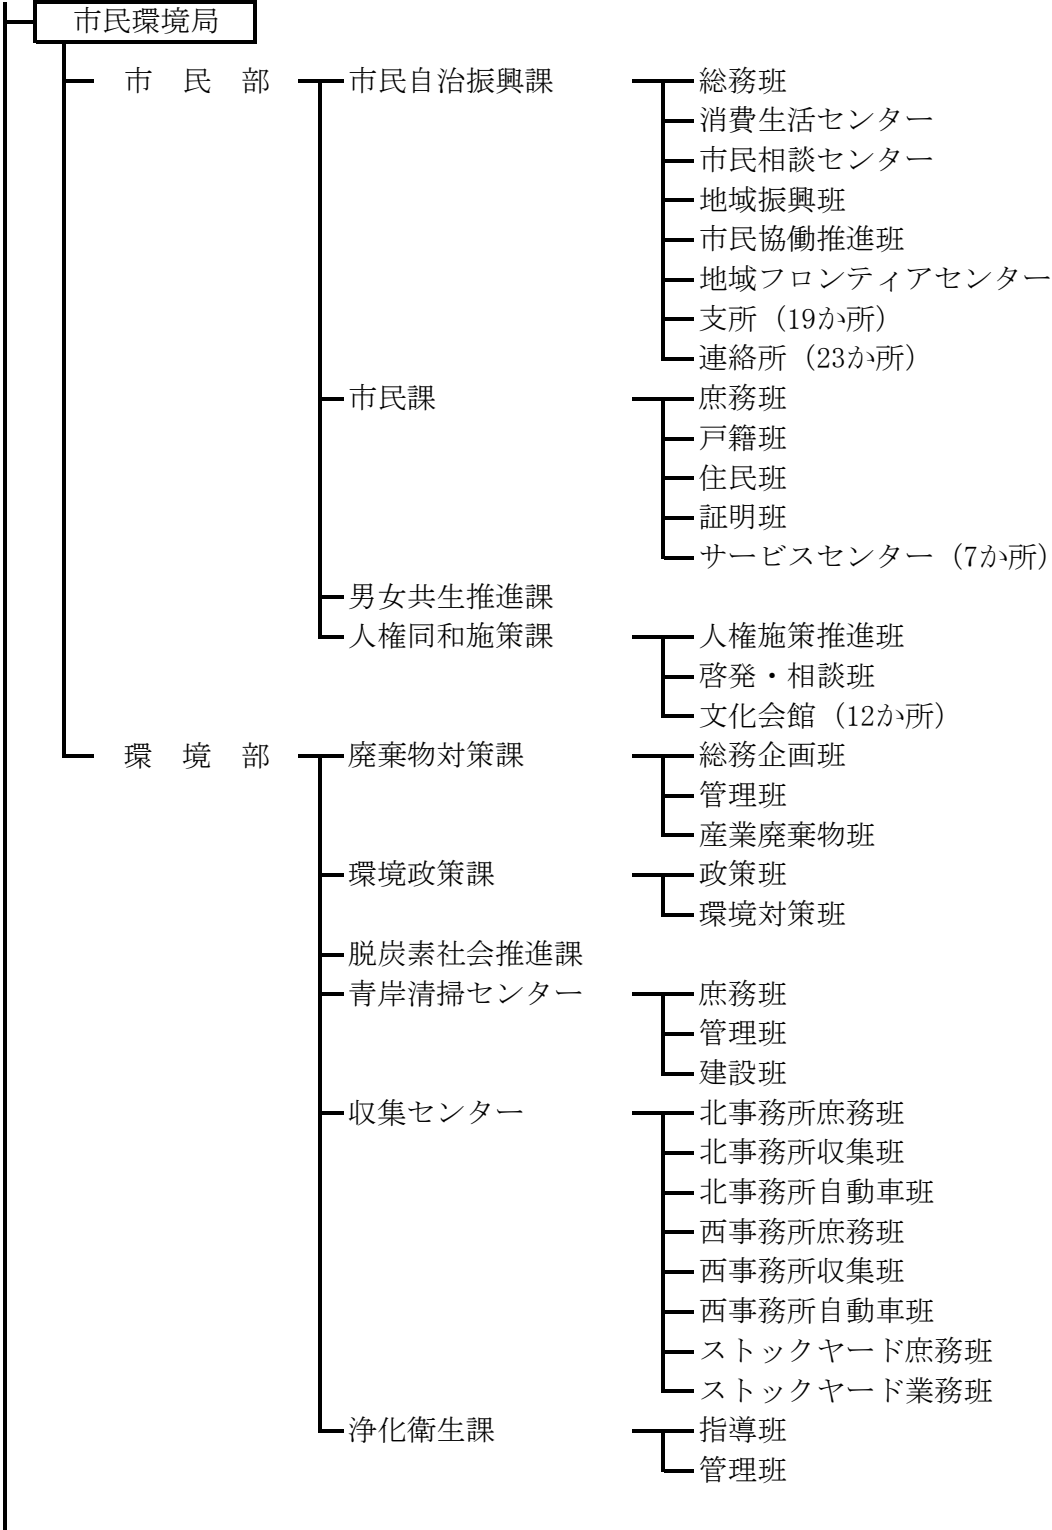 市民環境局
市　民　部　市民自治振興課　総務班
消費生活センター
市民相談センター
地域振興班
市民協働推進班
地域フロンティアセンター
支所（19か所）
連絡所（23か所）
市民課　庶務班
戸籍班
住民班
証明班
サービスセンター（7か所）
男女共生推進課
人権同和施策課　人権施策推進班
啓発・相談班
文化会館（12か所）
環　境　部　廃棄物対策課　総務企画班
管理班
産業廃棄物班
環境政策課　政策班
環境対策班
脱炭素社会推進課
青岸清掃センター　庶務班
管理班
建設班
収集センター　北事務所庶務班
北事務所収集班
北事務所自動車班
西事務所庶務班
西事務所収集班
西事務所自動車班
ストックヤード庶務班
ストックヤード業務班
浄化衛生課　指導班
管理班